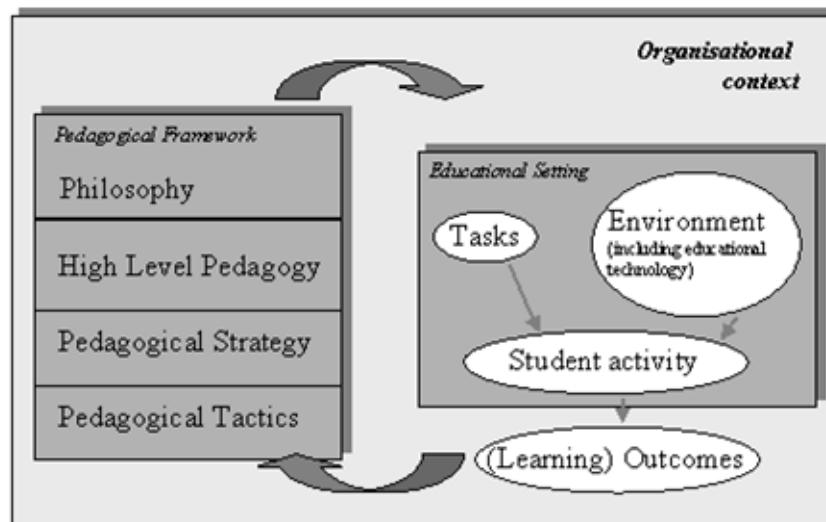 Organisational
context
Pedagogical Framework
Philosophy
High Level Pedagogy
Pedagogical Strategy
Pedagogical Tactics
Educational Setting
Tasks
Environment
(including educational
technology)
Student activity
(Learning) Outcomes